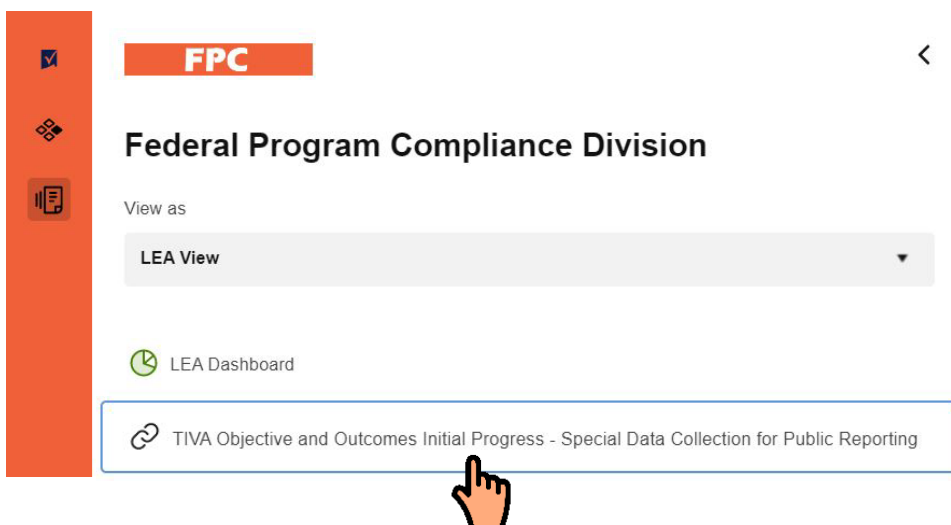 FPC
Federal Program Compliance Division
View as
LEA View
LEA Dashboard
TIVA Objective and Outcomes Initial Progress - Special Data Collection for Public Reporting